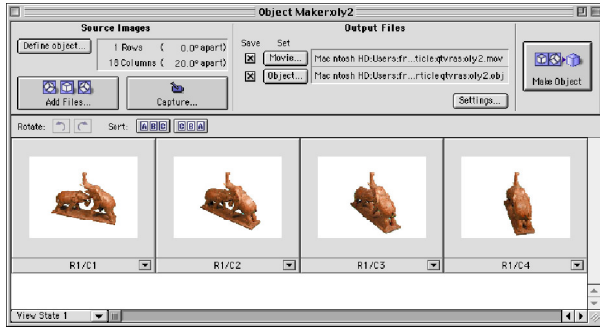 Object Maker:oly2
Source Images
Output Files
Define object...
1 Rows ( 0.0° apart)
18 Columns ( 20.0° apart)
Save Set
Movie... Macintosh HD:Users:fr...ticle:qtvras:oly2.mov
Object... Macintosh HD:Users:fr...rticle:qtvras:oly2.obj
Add Files...
Capture...
Settings...
Make Object
Rotate: Sort: ABC CBA
R1/C1 R1/C2 R1/C3 R1/C4
View State 1